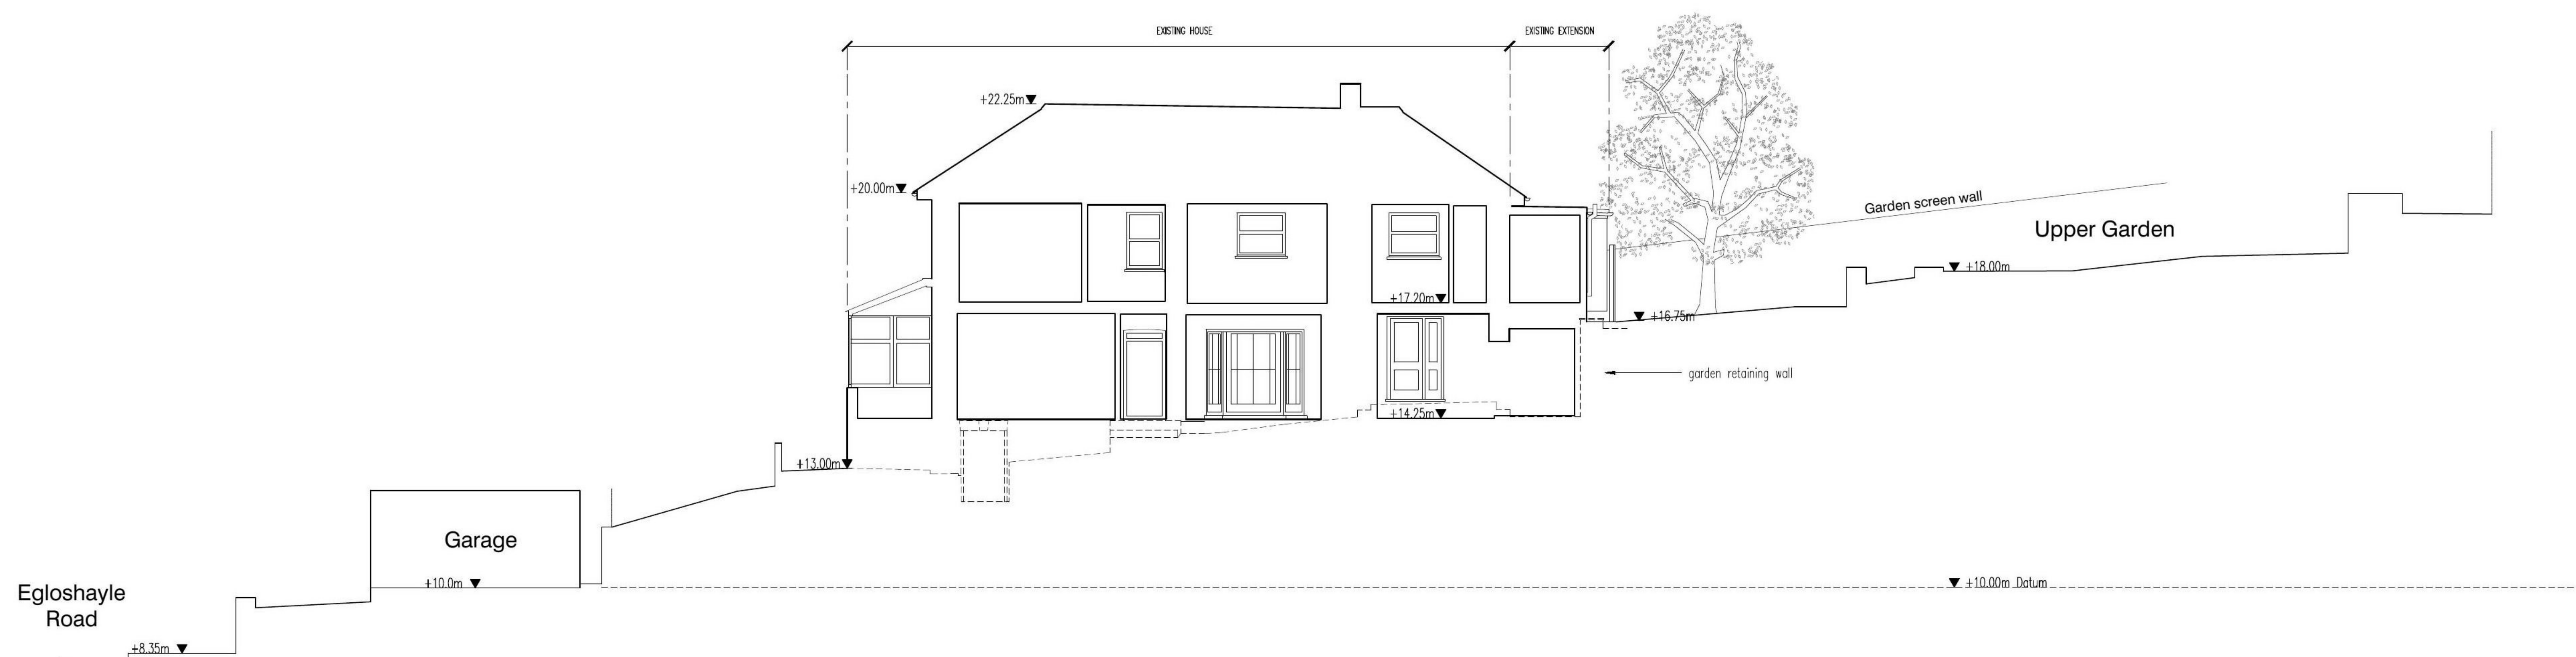 EXISTING HOUSE
EXISTING EXTENSION
+22.25m
+20.00m
Garden screen wall
Upper Garden
+18.00m
+17.20m
+16.75m
garden retaining wall
+14.25m
+13.00m
Garage
+10.0m
+10.00m Datum
Egloshayle
Road
+8.35m